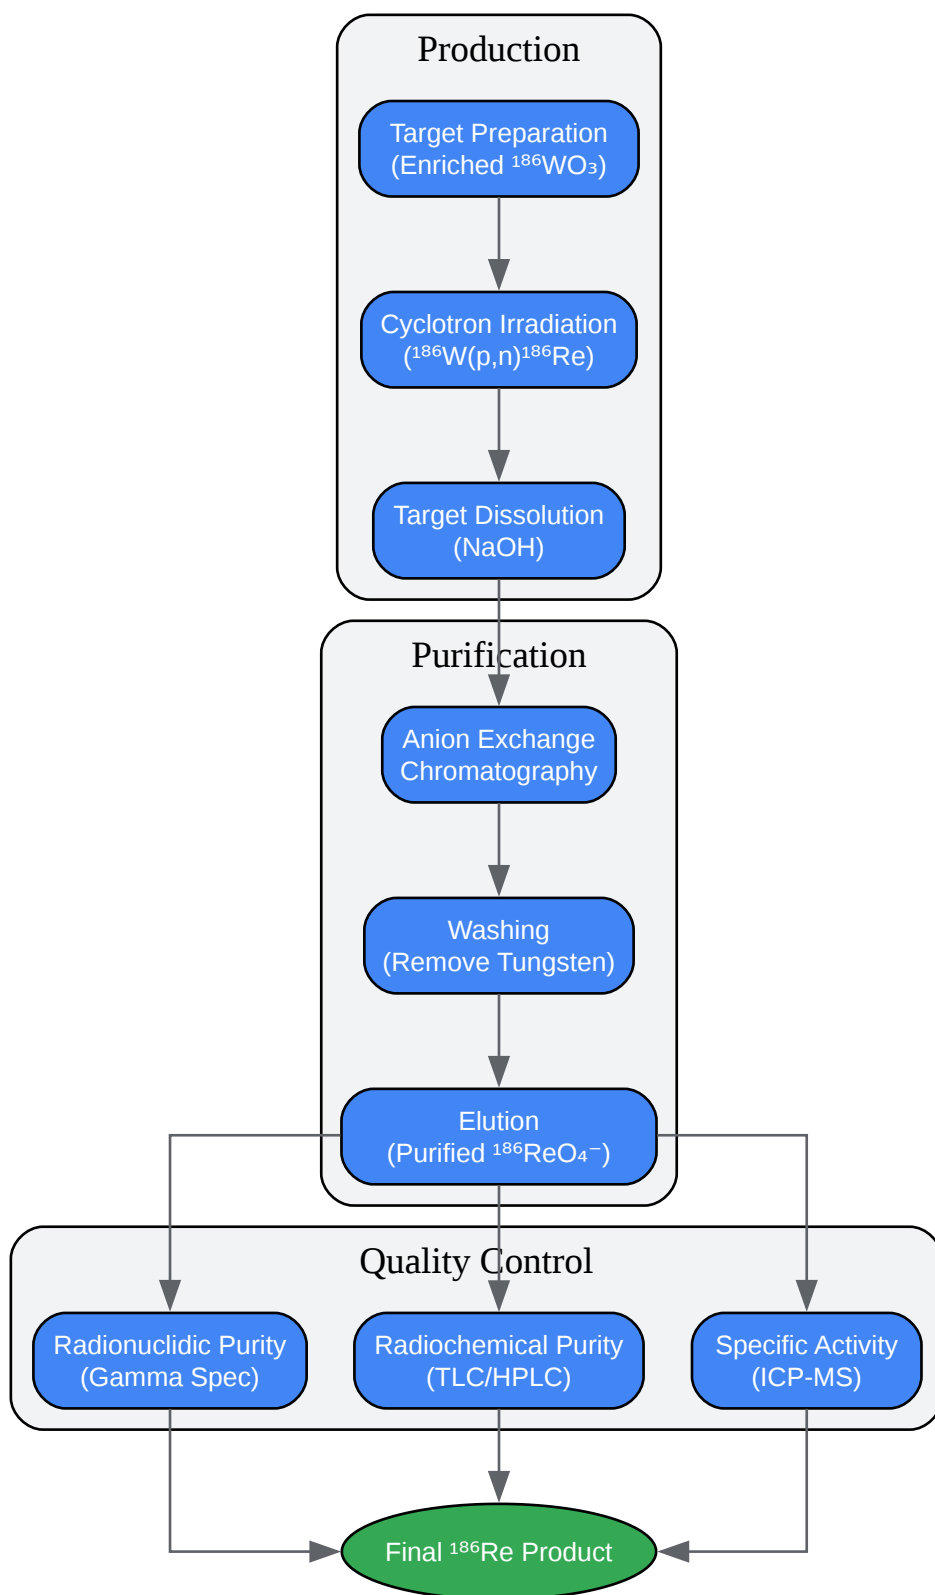 Production
Target Preparation
(Enriched ¹⁸⁶WO₃)
Cyclotron Irradiation
(¹⁸⁶W(p,n)¹⁸⁶Re)
Target Dissolution
(NaOH)
Purification
Anion Exchange
Chromatography
Washing
(Remove Tungsten)
Elution
(Purified ¹⁸⁶ReO₄⁻)
Quality Control
Radionuclidic Purity
(Gamma Spec)
Radiochemical Purity
(TLC/HPLC)
Specific Activity
(ICP-MS)
Final ¹⁸⁶Re Product